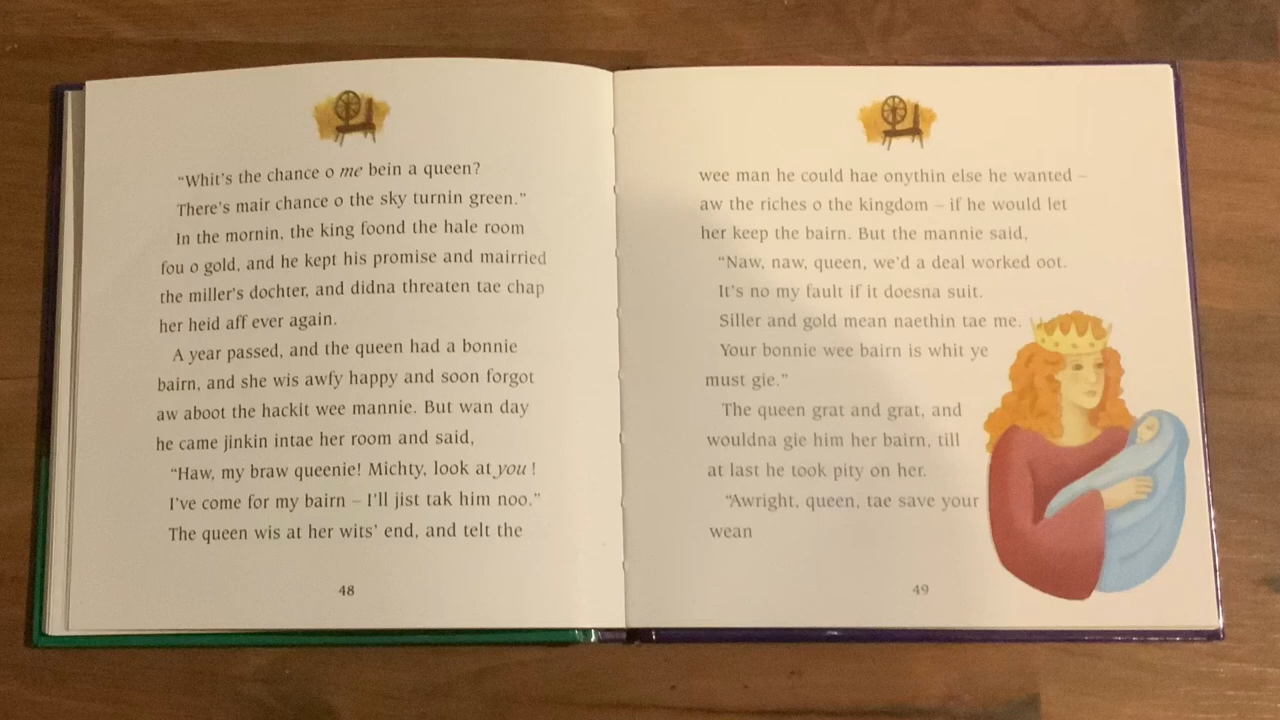 “Whit’s the chance o me bein a queen?
There’s mair chance o the sky turnin green.”
In the mornin, the king foond the hale room
fou o gold, and he kept his promise and mairried
the miller’s dochter, and didna threaten tae chap
her heid aff ever again.
A year passed, and the queen had a bonnie
bairn, and she wis awfy happy and soon forgot
aw aboot the hackit wee mannie. But wan day
he came jinkin intae her room and said,
“Haw, my braw queenie! Michty, look at you !
I’ve come for my bairn – I’ll jist tak him noo.”
The queen wis at her wits’ end, and telt the
48
wee man he could hae onythin else he wanted –
aw the riches o the kingdom – if he would let
her keep the bairn. But the mannie said,
“Naw, naw, queen, we’d a deal worked oot.
It’s no my fault if it doesna suit.
Siller and gold mean naethin tae me.
Your bonnie wee bairn is whit ye
must gie.”
The queen grat and grat, and
wouldna gie him her bairn, till
at last he took pity on her.
“Awright, queen, tae save your
wean
49